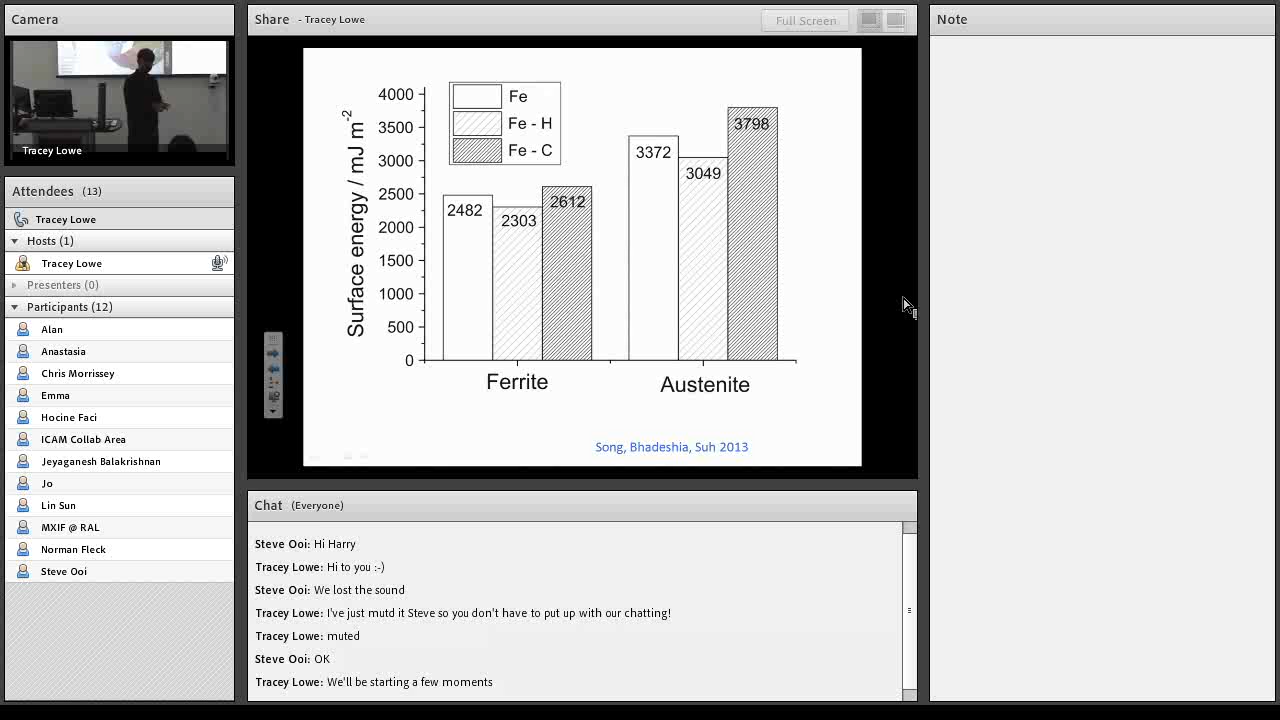 Camera
Tracey Lowe
Attendees (13)
Tracey Lowe
Hosts (1)
Tracey Lowe
Presenters (0)
Participants (12)
Alan
Anastasia
Chris Morrissey
Emma
Hocine Faci
ICAM Collab Area
Jeyaganesh Balakrishnan
Jo
Lin Sun
MXIF @ RAL
Norman Fleck
Steve Ooi
Share - Tracey Lowe
Full Screen
Surface energy / mJ m-2
4000
3500
3000
2500
2000
1500
1000
500
0
Fe
Fe - H
Fe - C
2482
2303
2612
3372
3049
3798
Ferrite
Austenite
Song, Bhadeshia, Suh 2013
Chat (Everyone)
Steve Ooi: Hi Harry
Tracey Lowe: Hi to you :-)
Steve Ooi: We lost the sound
Tracey Lowe: I've just mutd it Steve so you don't have to put up with our chatting!
Tracey Lowe: muted
Steve Ooi: OK
Tracey Lowe: We'll be starting a few moments
Note